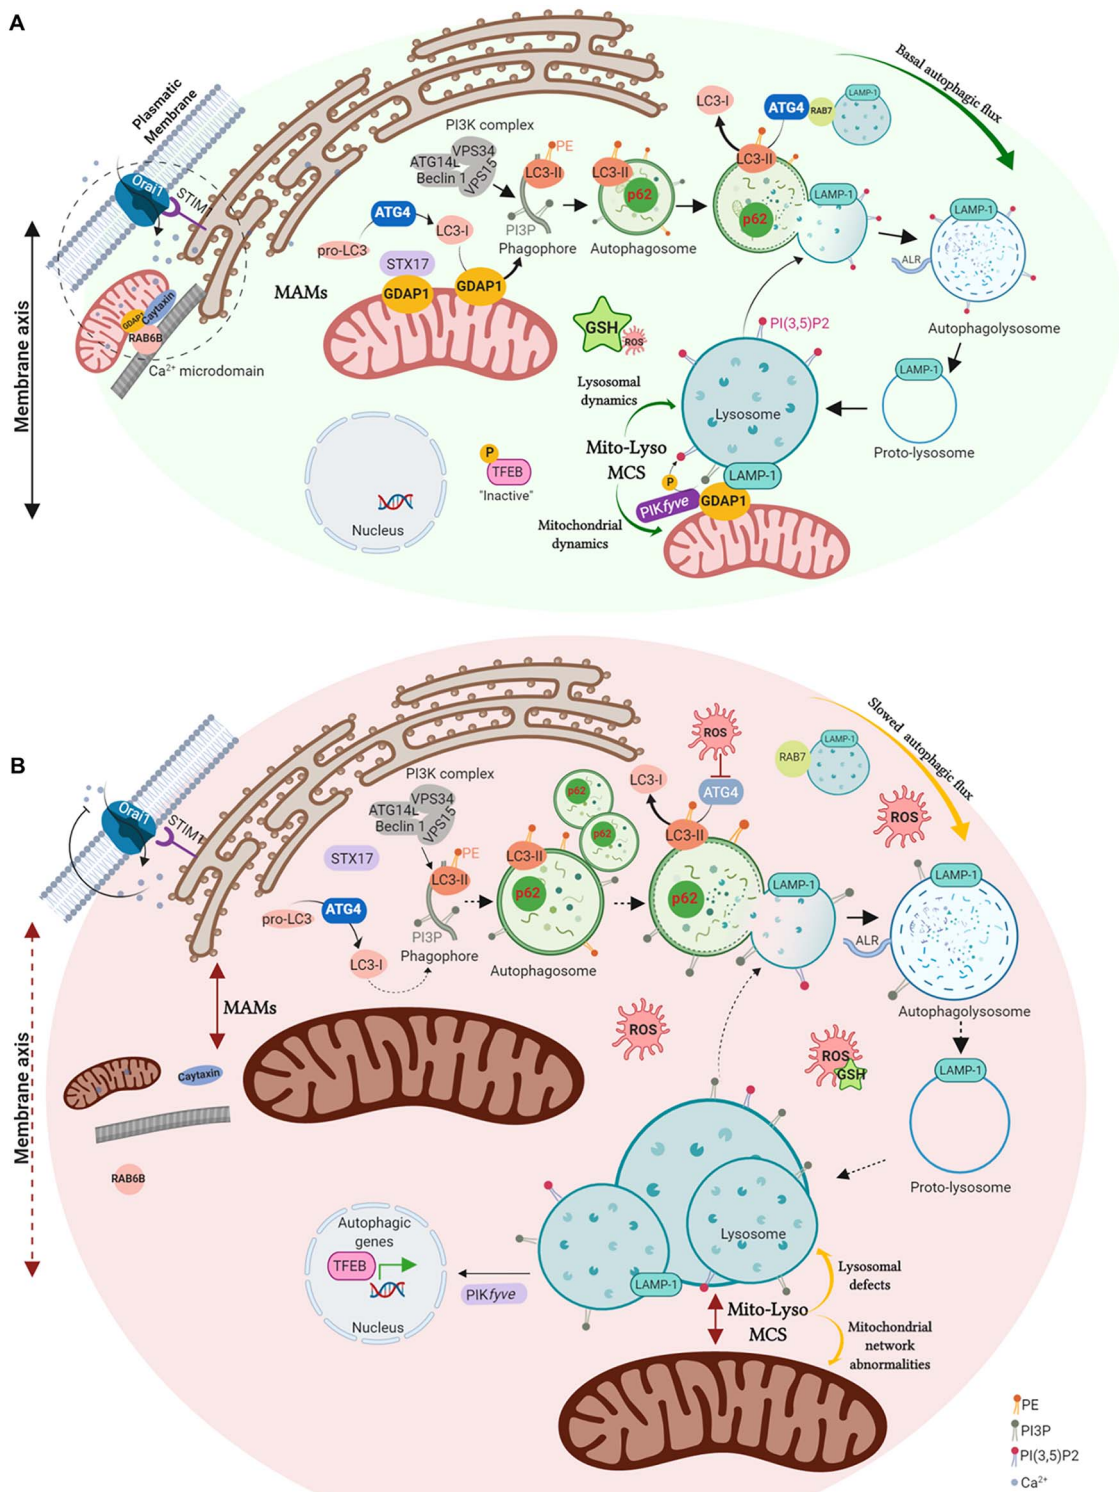 A
Plasmatic
Membrane
Orai1
STIM1
GDAP1
Caytaxin
RAB6B
Ca²⁺ microdomain
Membrane axis
MAMs
PI3K complex
VPS34
ATG14L
Beclin 1
VPS15
PE
LC3-II
PI3P
Phagophore
ATG4
pro-LC3
LC3-I
STX17
GDAP1
GDAP1
LC3-II
p62
Autophagosome
LC3-I
ATG4
RAB7
LAMP-1
LC3-II
p62
LAMP-1
Basal autophagic flux
LAMP-1
ALR
Autophagolysosome
LAMP-1
Proto-lysosome
GSH
ROS
PI(3,5)P2
Lysosome
Lysosomal
dynamics
Mito-Lyso
MCS
Mitochondrial
dynamics
P
PIKfyve
GDAP1
LAMP-1
P
TFEB
"Inactive"
Nucleus
B
Orai1
STIM1
Membrane axis
MAMs
Caytaxin
RAB6B
PI3K complex
VPS34
ATG14L
Beclin 1
VPS15
STX17
PE
LC3-II
PI3P
Phagophore
pro-LC3
ATG4
LC3-I
p62
p62
LC3-II
p62
Autophagosome
ROS
LC3-I
ATG4
LC3-II
p62
LAMP-1
RAB7
LAMP-1
Slowed autophagic flux
ROS
LAMP-1
ALR
Autophagolysosome
ROS
ROS
GSH
LAMP-1
Proto-lysosome
Lysosome
LAMP-1
Autophagic
genes
TFEB
Nucleus
PIKfyve
Mito-Lyso
MCS
Lysosomal
defects
Mitochondrial
network
abnormalities
PE
PI3P
PI(3,5)P2
Ca²⁺